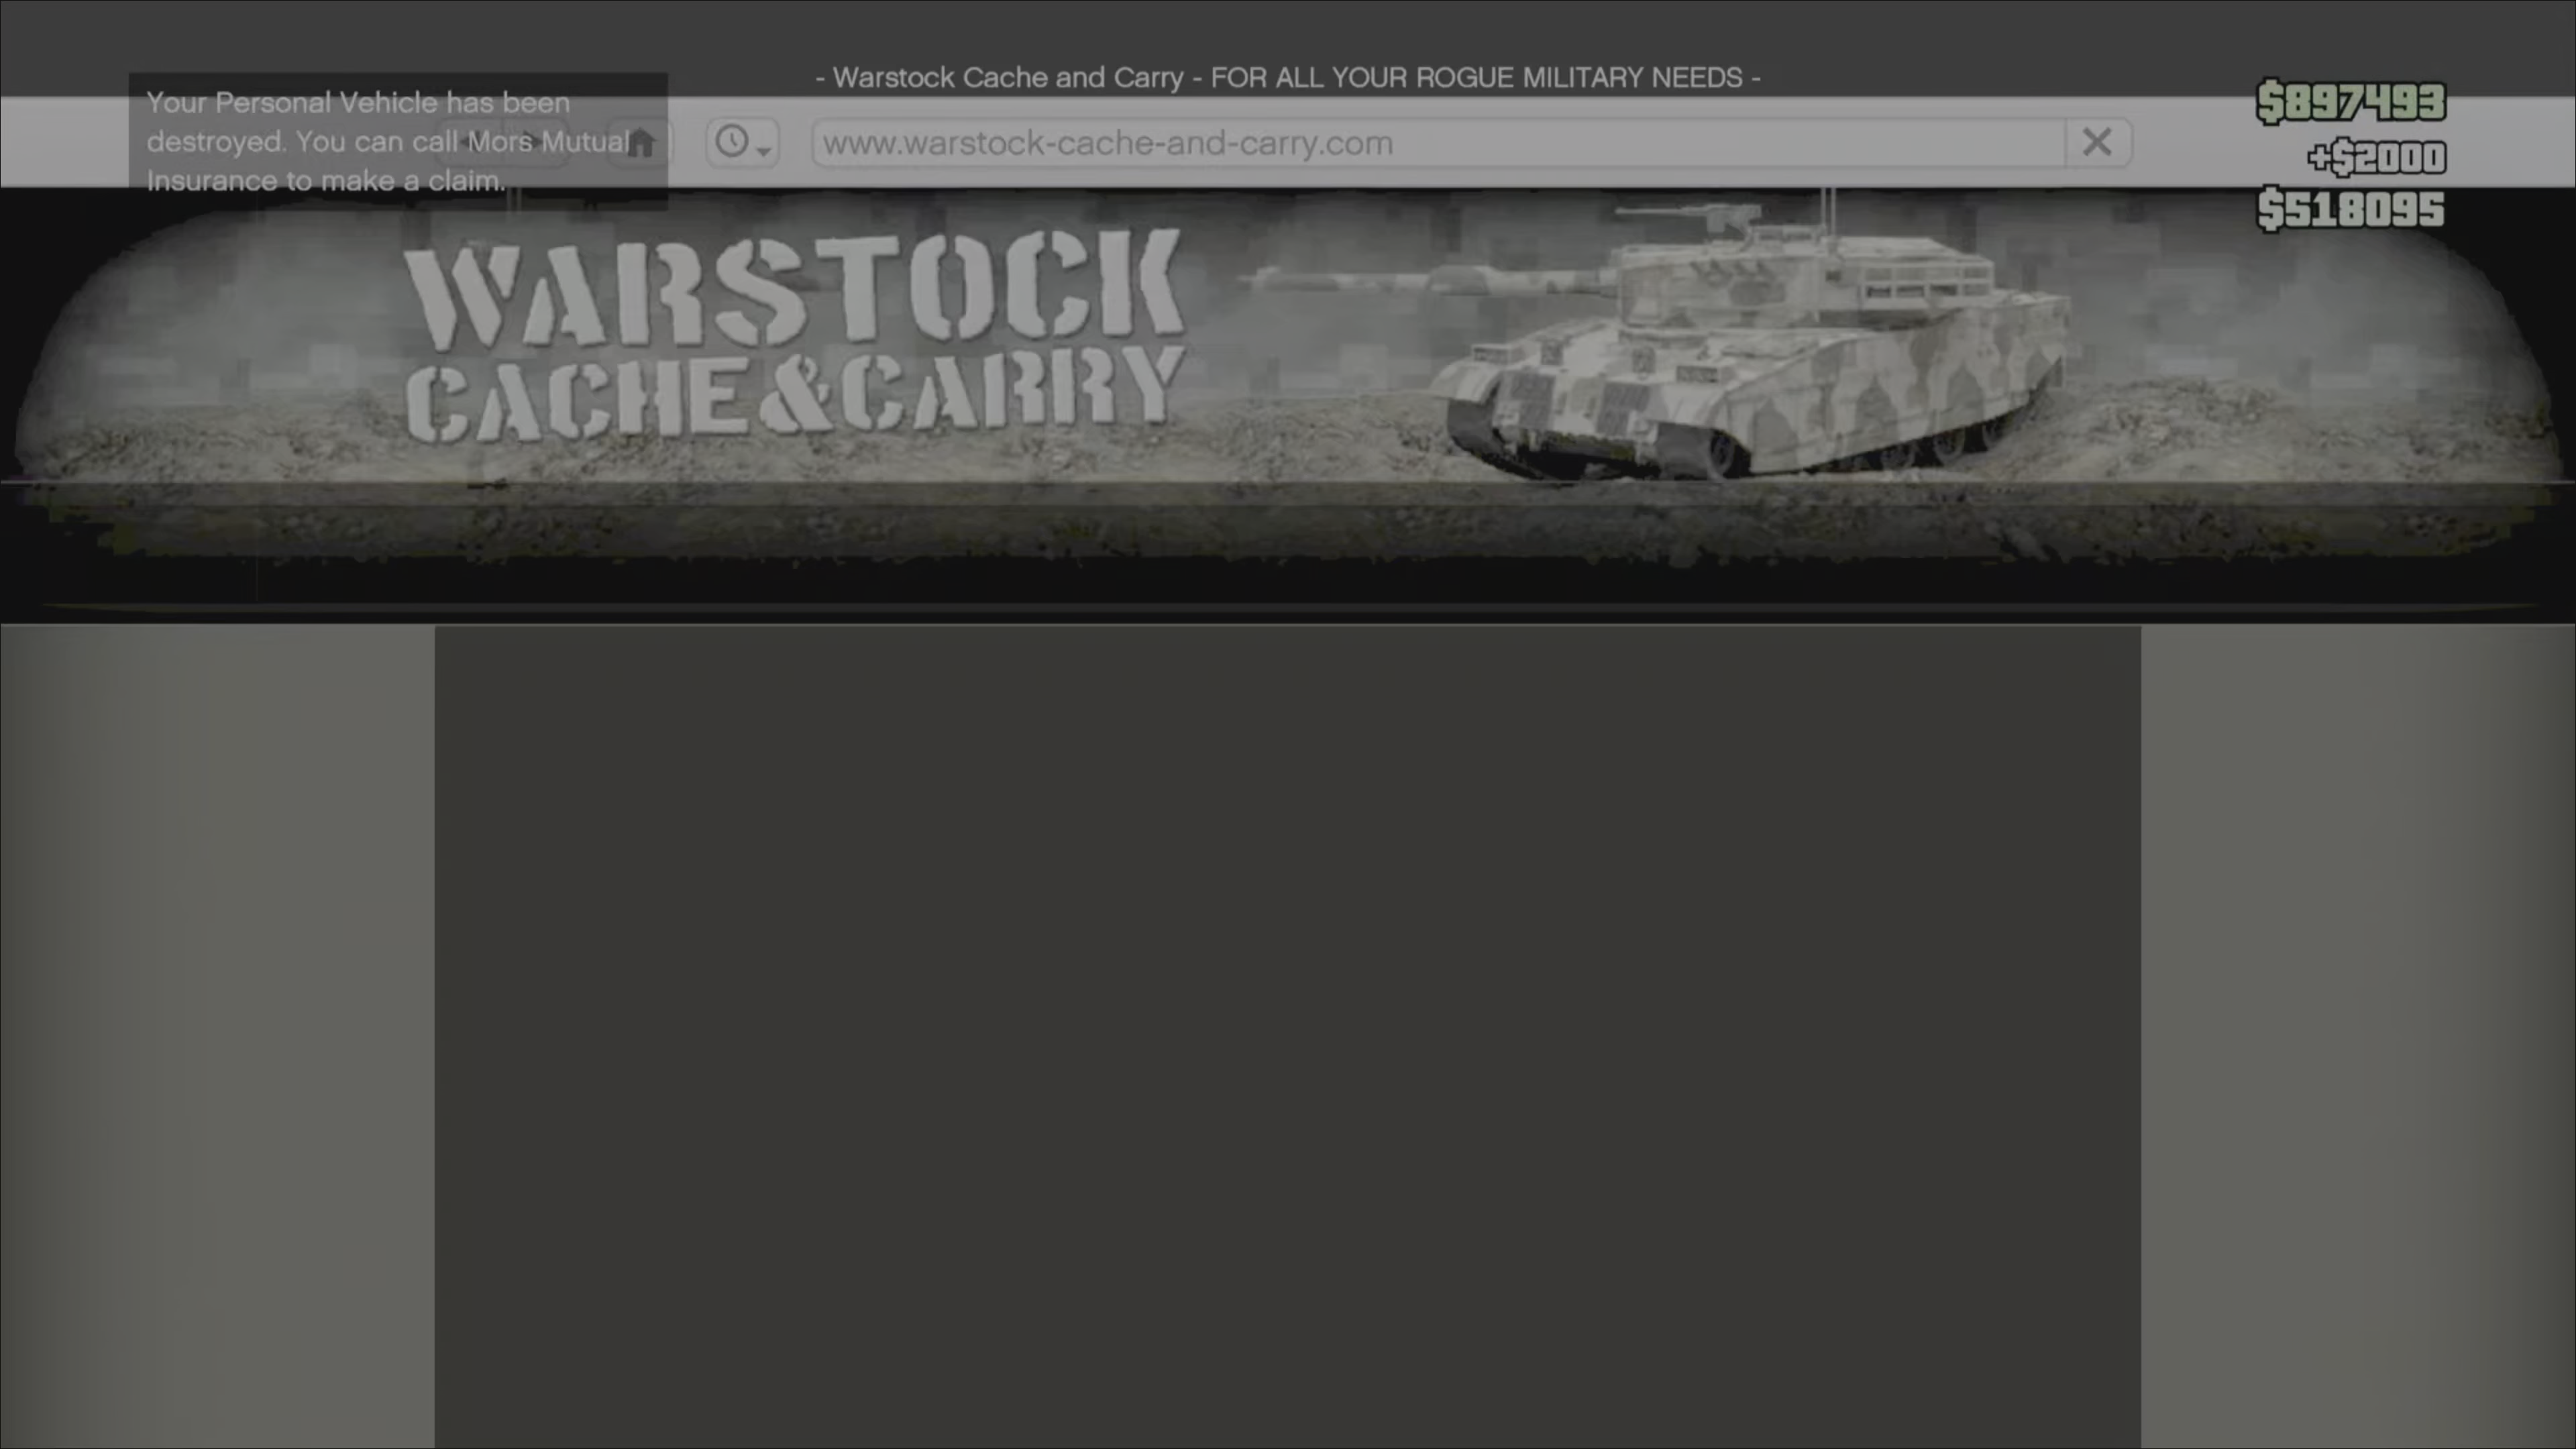 - Warstock Cache and Carry - FOR ALL YOUR ROGUE MILITARY NEEDS -
Your Personal Vehicle has been
destroyed. You can call Mors Mutual
Insurance to make a claim.
www.warstock-cache-and-carry.com
$897493
+$2000
$518095
WARSTOCK
CACHE&CARRY